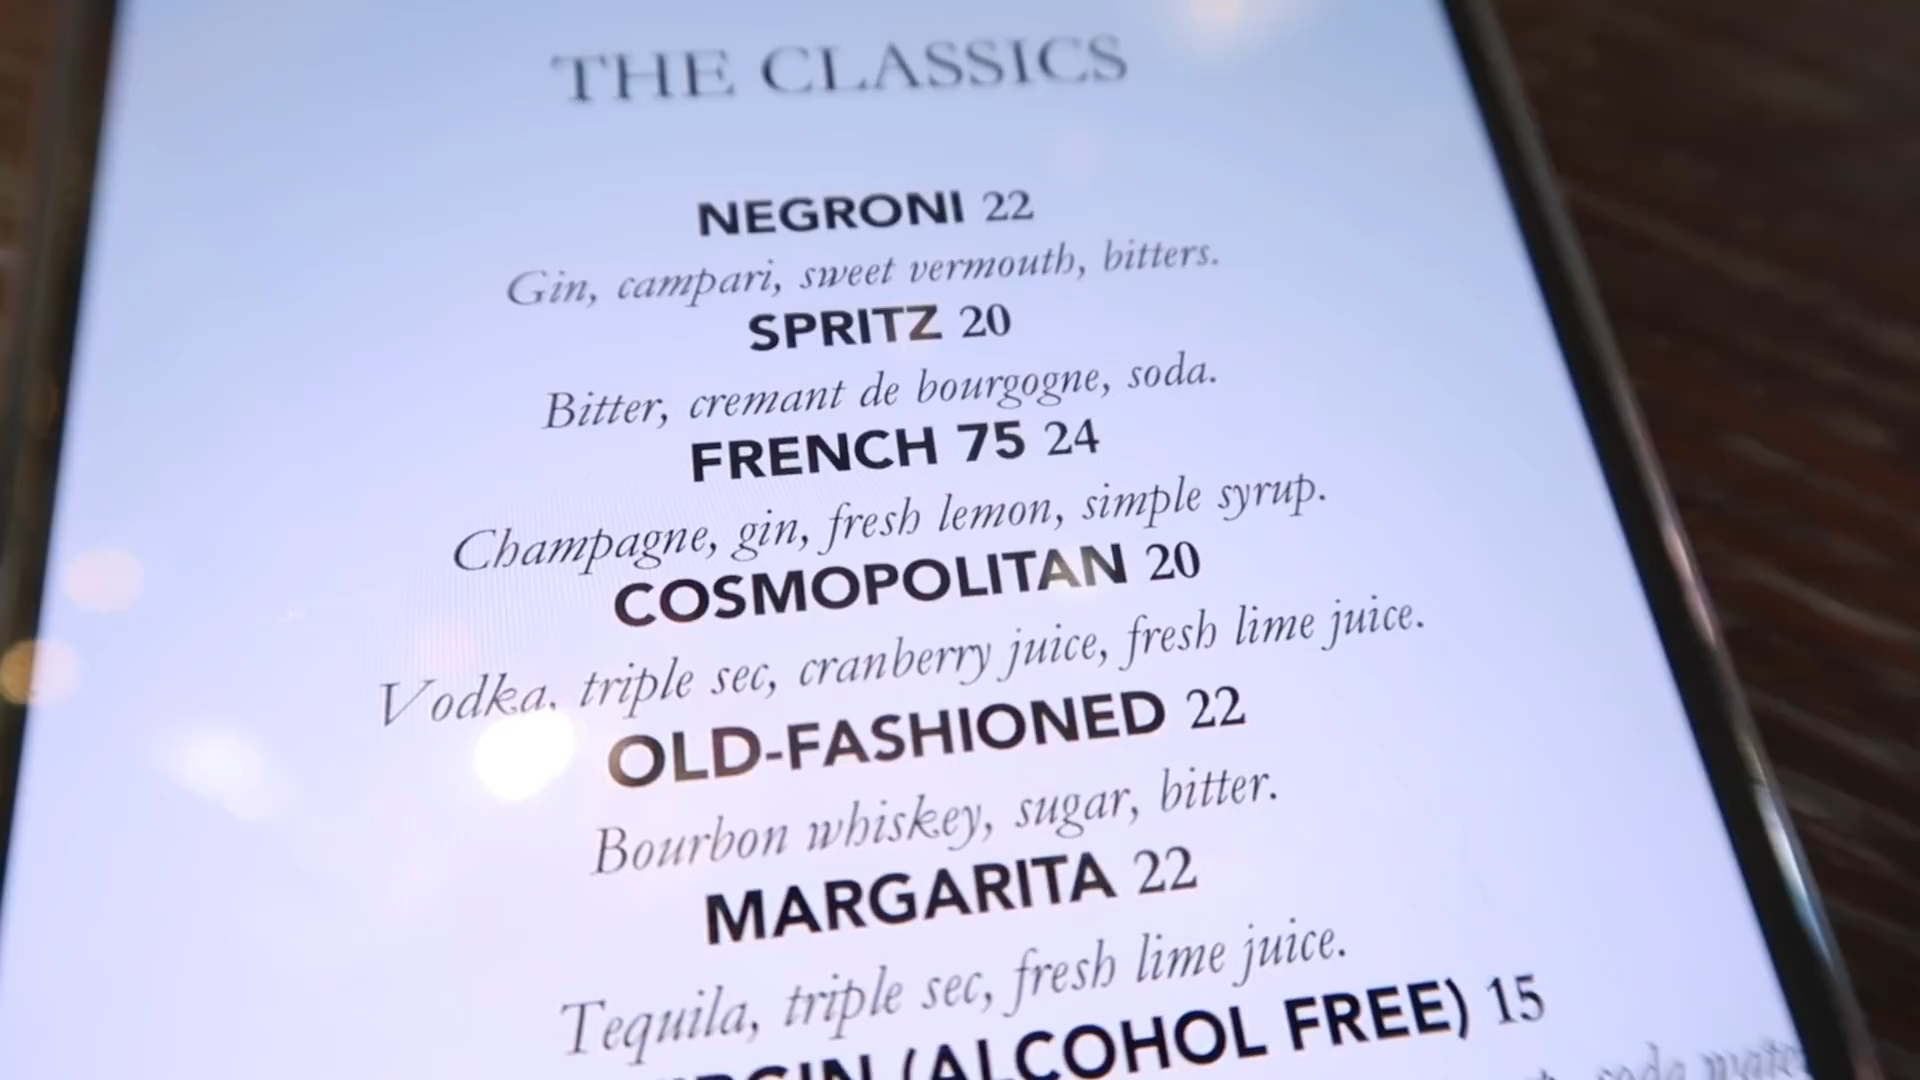 THE CLASSICS
NEGRONI 22
Gin, campari, sweet vermouth, bitters.
SPRITZ 20
Bitter, cremant de bourgogne, soda.
FRENCH 75 24
Champagne, gin, fresh lemon, simple syrup.
COSMOPOLITAN 20
Vodka, triple sec, cranberry juice, fresh lime juice.
OLD-FASHIONED 22
Bourbon whiskey, sugar, bitter.
MARGARITA 22
Tequila, triple sec, fresh lime juice.
(ALCOHOL FREE) 15
soda